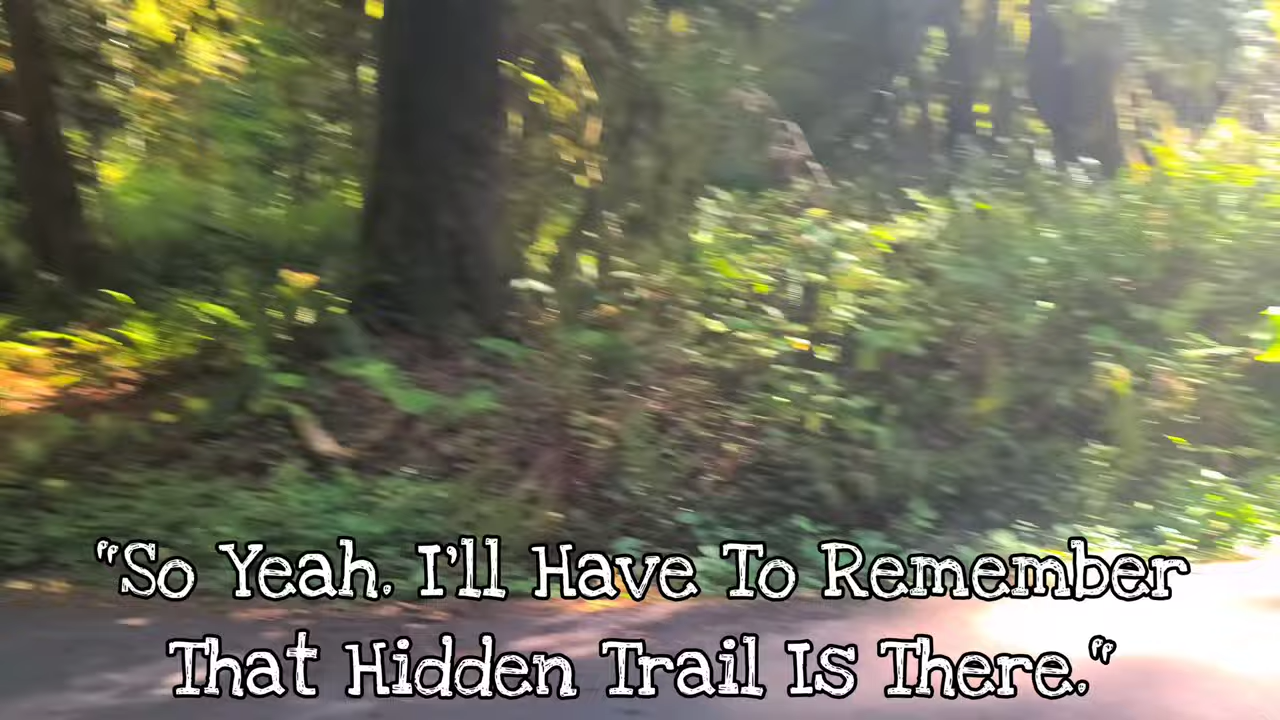 "So Yeah. I'll Have To Remember
That Hidden Trail Is There."